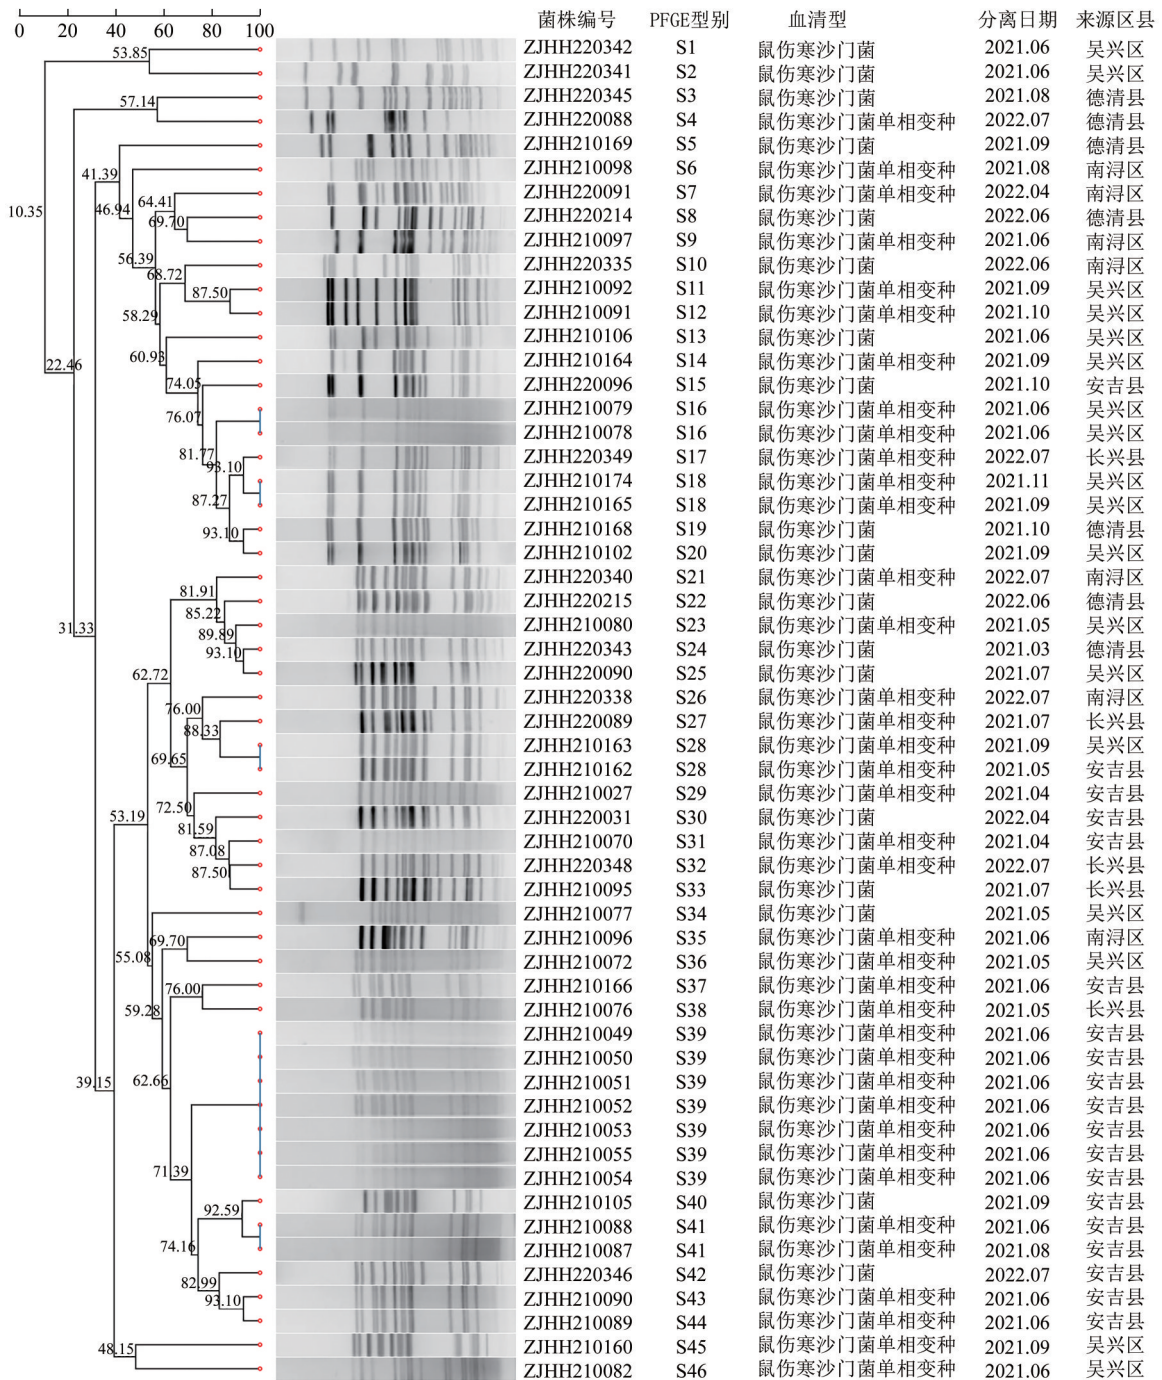 0 20 40 60 80 100 菌株编号 PFGE型别 血清型 分离日期 来源区县
53.85 ZJHH220342 S1 鼠伤寒沙门菌 2021.06 吴兴区
ZJHH220341 S2 鼠伤寒沙门菌 2021.06 吴兴区
57.14 ZJHH220345 S3 鼠伤寒沙门菌 2021.08 德清县
ZJHH220088 S4 鼠伤寒沙门菌单相变种 2022.07 德清县
ZJHH210169 S5 鼠伤寒沙门菌 2021.09 德清县
41.39 ZJHH210098 S6 鼠伤寒沙门菌单相变种 2021.08 南浔区
64.41 ZJHH220091 S7 鼠伤寒沙门菌单相变种 2022.04 南浔区
10.35 46.94 69.70 ZJHH220214 S8 鼠伤寒沙门菌 2022.06 德清县
ZJHH210097 S9 鼠伤寒沙门菌单相变种 2021.06 南浔区
56.39 68.72 ZJHH220335 S10 鼠伤寒沙门菌 2022.06 南浔区
87.50 ZJHH210092 S11 鼠伤寒沙门菌单相变种 2021.09 吴兴区
58.29 ZJHH210091 S12 鼠伤寒沙门菌单相变种 2021.10 吴兴区
ZJHH210106 S13 鼠伤寒沙门菌 2021.06 吴兴区
22.46 60.93 ZJHH210164 S14 鼠伤寒沙门菌单相变种 2021.09 吴兴区
74.05 ZJHH220096 S15 鼠伤寒沙门菌 2021.10 安吉县
76.07 ZJHH210079 S16 鼠伤寒沙门菌单相变种 2021.06 吴兴区
ZJHH210078 S16 鼠伤寒沙门菌单相变种 2021.06 吴兴区
81.77 93.10 ZJHH220349 S17 鼠伤寒沙门菌单相变种 2022.07 长兴县
ZJHH210174 S18 鼠伤寒沙门菌单相变种 2021.11 吴兴区
87.27 ZJHH210165 S18 鼠伤寒沙门菌单相变种 2021.09 吴兴区
93.10 ZJHH210168 S19 鼠伤寒沙门菌 2021.10 德清县
ZJHH210102 S20 鼠伤寒沙门菌 2021.09 吴兴区
81.91 ZJHH220340 S21 鼠伤寒沙门菌单相变种 2022.07 南浔区
85.22 ZJHH220215 S22 鼠伤寒沙门菌 2022.06 德清县
31.33 89.89 ZJHH210080 S23 鼠伤寒沙门菌单相变种 2021.05 吴兴区
93.10 ZJHH220343 S24 鼠伤寒沙门菌 2021.03 德清县
62.72 ZJHH220090 S25 鼠伤寒沙门菌 2021.07 吴兴区
76.00 ZJHH220338 S26 鼠伤寒沙门菌单相变种 2022.07 南浔区
88.33 ZJHH220089 S27 鼠伤寒沙门菌单相变种 2021.07 长兴县
69.65 ZJHH210163 S28 鼠伤寒沙门菌单相变种 2021.09 吴兴区
ZJHH210162 S28 鼠伤寒沙门菌单相变种 2021.05 安吉县
72.50 ZJHH210027 S29 鼠伤寒沙门菌单相变种 2021.04 安吉县
53.19 81.59 ZJHH220031 S30 鼠伤寒沙门菌 2022.04 安吉县
87.08 ZJHH210070 S31 鼠伤寒沙门菌单相变种 2021.04 安吉县
87.50 ZJHH220348 S32 鼠伤寒沙门菌单相变种 2022.07 长兴县
ZJHH210095 S33 鼠伤寒沙门菌 2021.07 长兴县
ZJHH210077 S34 鼠伤寒沙门菌 2021.05 吴兴区
69.70 ZJHH210096 S35 鼠伤寒沙门菌单相变种 2021.06 南浔区
55.08 ZJHH210072 S36 鼠伤寒沙门菌单相变种 2021.05 吴兴区
76.00 ZJHH210166 S37 鼠伤寒沙门菌单相变种 2021.06 安吉县
59.28 ZJHH210076 S38 鼠伤寒沙门菌单相变种 2021.05 长兴县
ZJHH210049 S39 鼠伤寒沙门菌单相变种 2021.06 安吉县
ZJHH210050 S39 鼠伤寒沙门菌单相变种 2021.06 安吉县
39.15 62.66 ZJHH210051 S39 鼠伤寒沙门菌单相变种 2021.06 安吉县
ZJHH210052 S39 鼠伤寒沙门菌单相变种 2021.06 安吉县
ZJHH210053 S39 鼠伤寒沙门菌单相变种 2021.06 安吉县
ZJHH210055 S39 鼠伤寒沙门菌单相变种 2021.06 安吉县
71.39 ZJHH210054 S39 鼠伤寒沙门菌单相变种 2021.06 安吉县
92.59 ZJHH210105 S40 鼠伤寒沙门菌 2021.09 安吉县
ZJHH210088 S41 鼠伤寒沙门菌单相变种 2021.06 安吉县
74.16 ZJHH210087 S41 鼠伤寒沙门菌单相变种 2021.08 安吉县
82.99 ZJHH220346 S42 鼠伤寒沙门菌 2022.07 安吉县
93.10 ZJHH210090 S43 鼠伤寒沙门菌单相变种 2021.06 安吉县
ZJHH210089 S44 鼠伤寒沙门菌单相变种 2021.06 安吉县
48.15 ZJHH210160 S45 鼠伤寒沙门菌单相变种 2021.09 吴兴区
ZJHH210082 S46 鼠伤寒沙门菌单相变种 2021.06 吴兴区